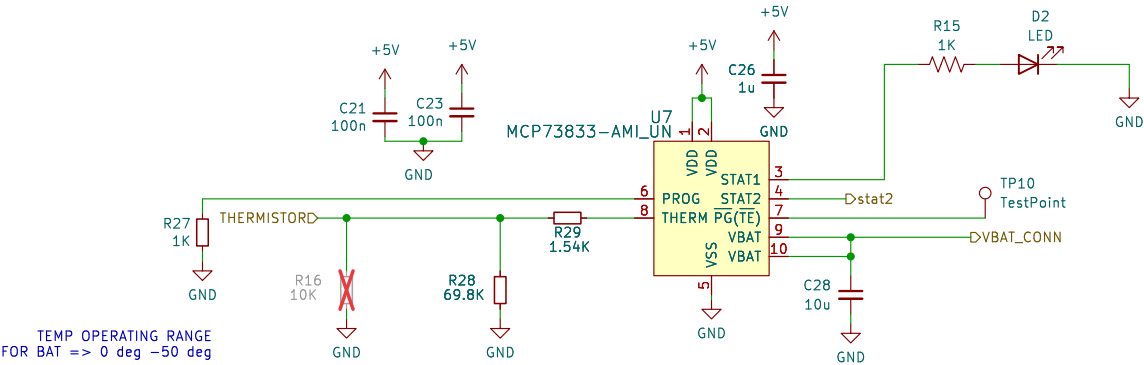 +5V
D2
LED
R15
1K
+5V
+5V
+5V
C26
1u
C21
100n
C23
100n
GND
U7
MCP73833-AMI_UN
GND
GND
1
2
VDD
VDD
STAT1
3
6
PROG
STAT2
4
stat2
TP10
TestPoint
THERMISTOR
8
THERM
PG(TE)
7
R27
1K
R29
1.54K
VBAT
9
VBAT_CONN
VBAT
10
VSS
5
R16
10K
R28
69.8K
C28
10u
GND
GND
GND
GND
GND
TEMP OPERATING RANGE
FOR BAT => 0 deg -50 deg